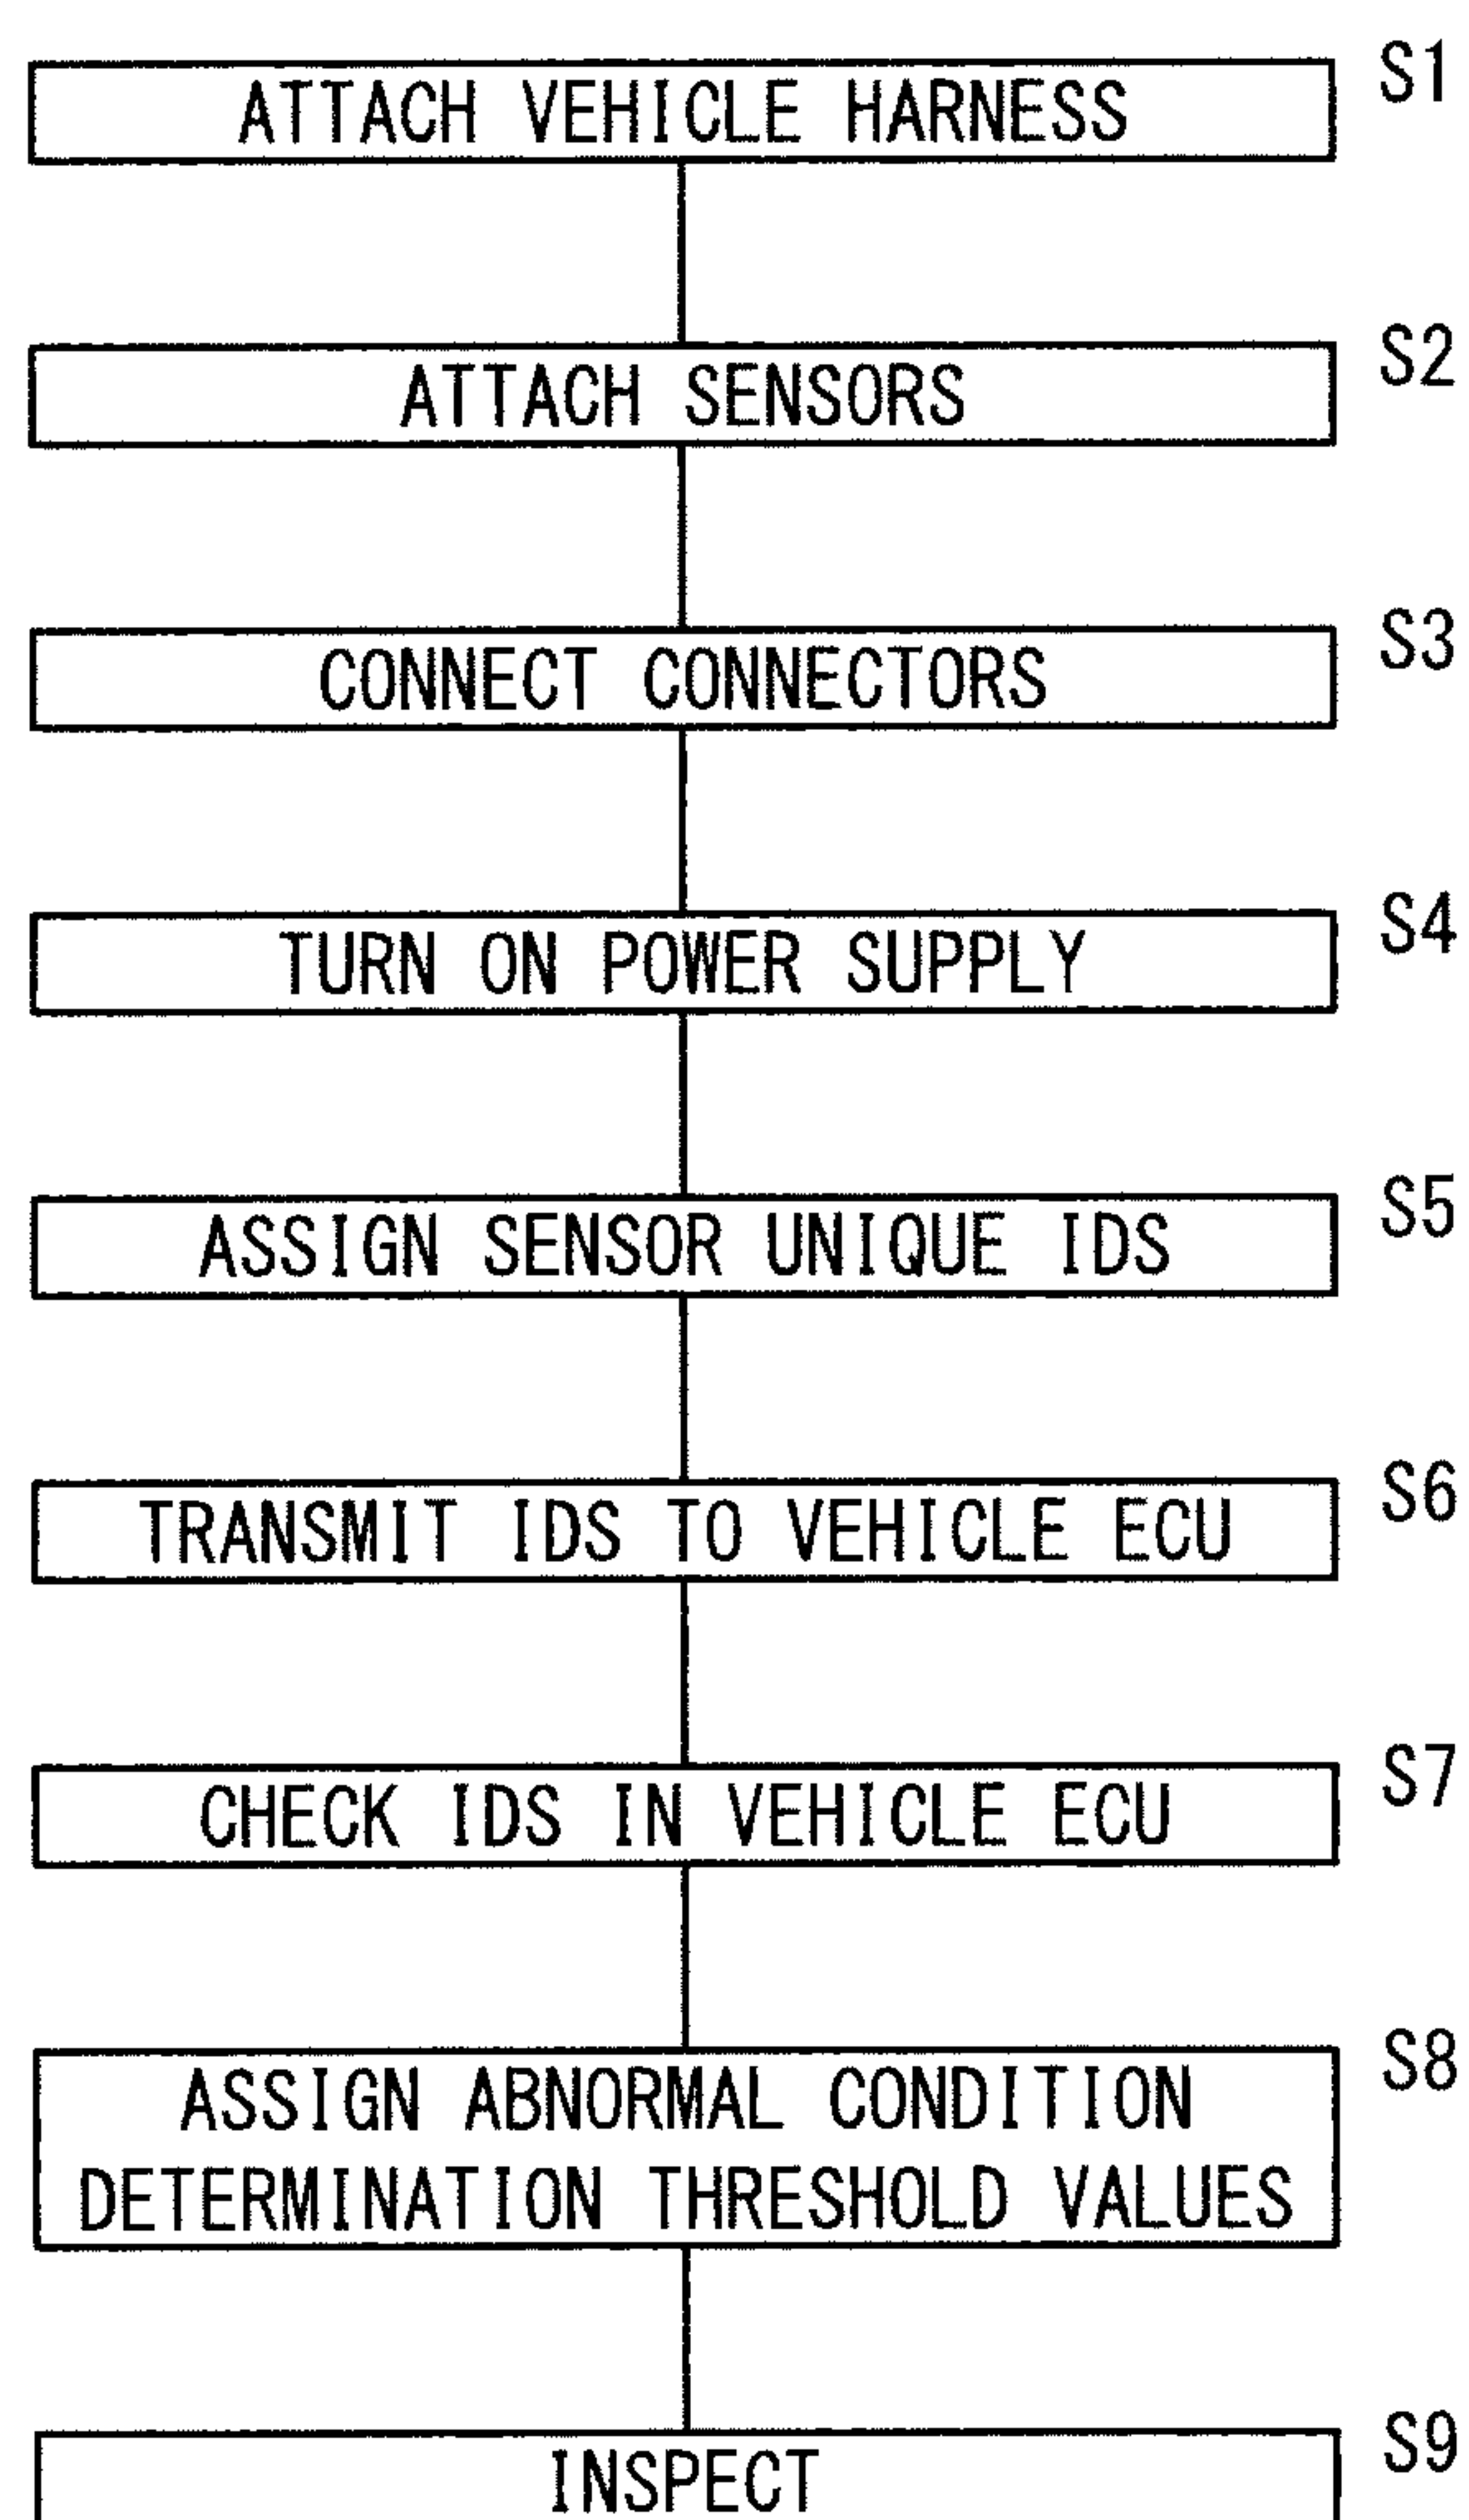 S1
ATTACH VEHICLE HARNESS
S2
ATTACH SENSORS
S3
CONNECT CONNECTORS
S4
TURN ON POWER SUPPLY
S5
ASSIGN SENSOR UNIQUE IDS
S6
TRANSMIT IDS TO VEHICLE ECU
S7
CHECK IDS IN VEHICLE ECU
S8
ASSIGN ABNORMAL CONDITION
DETERMINATION THRESHOLD VALUES
S9
INSPECT